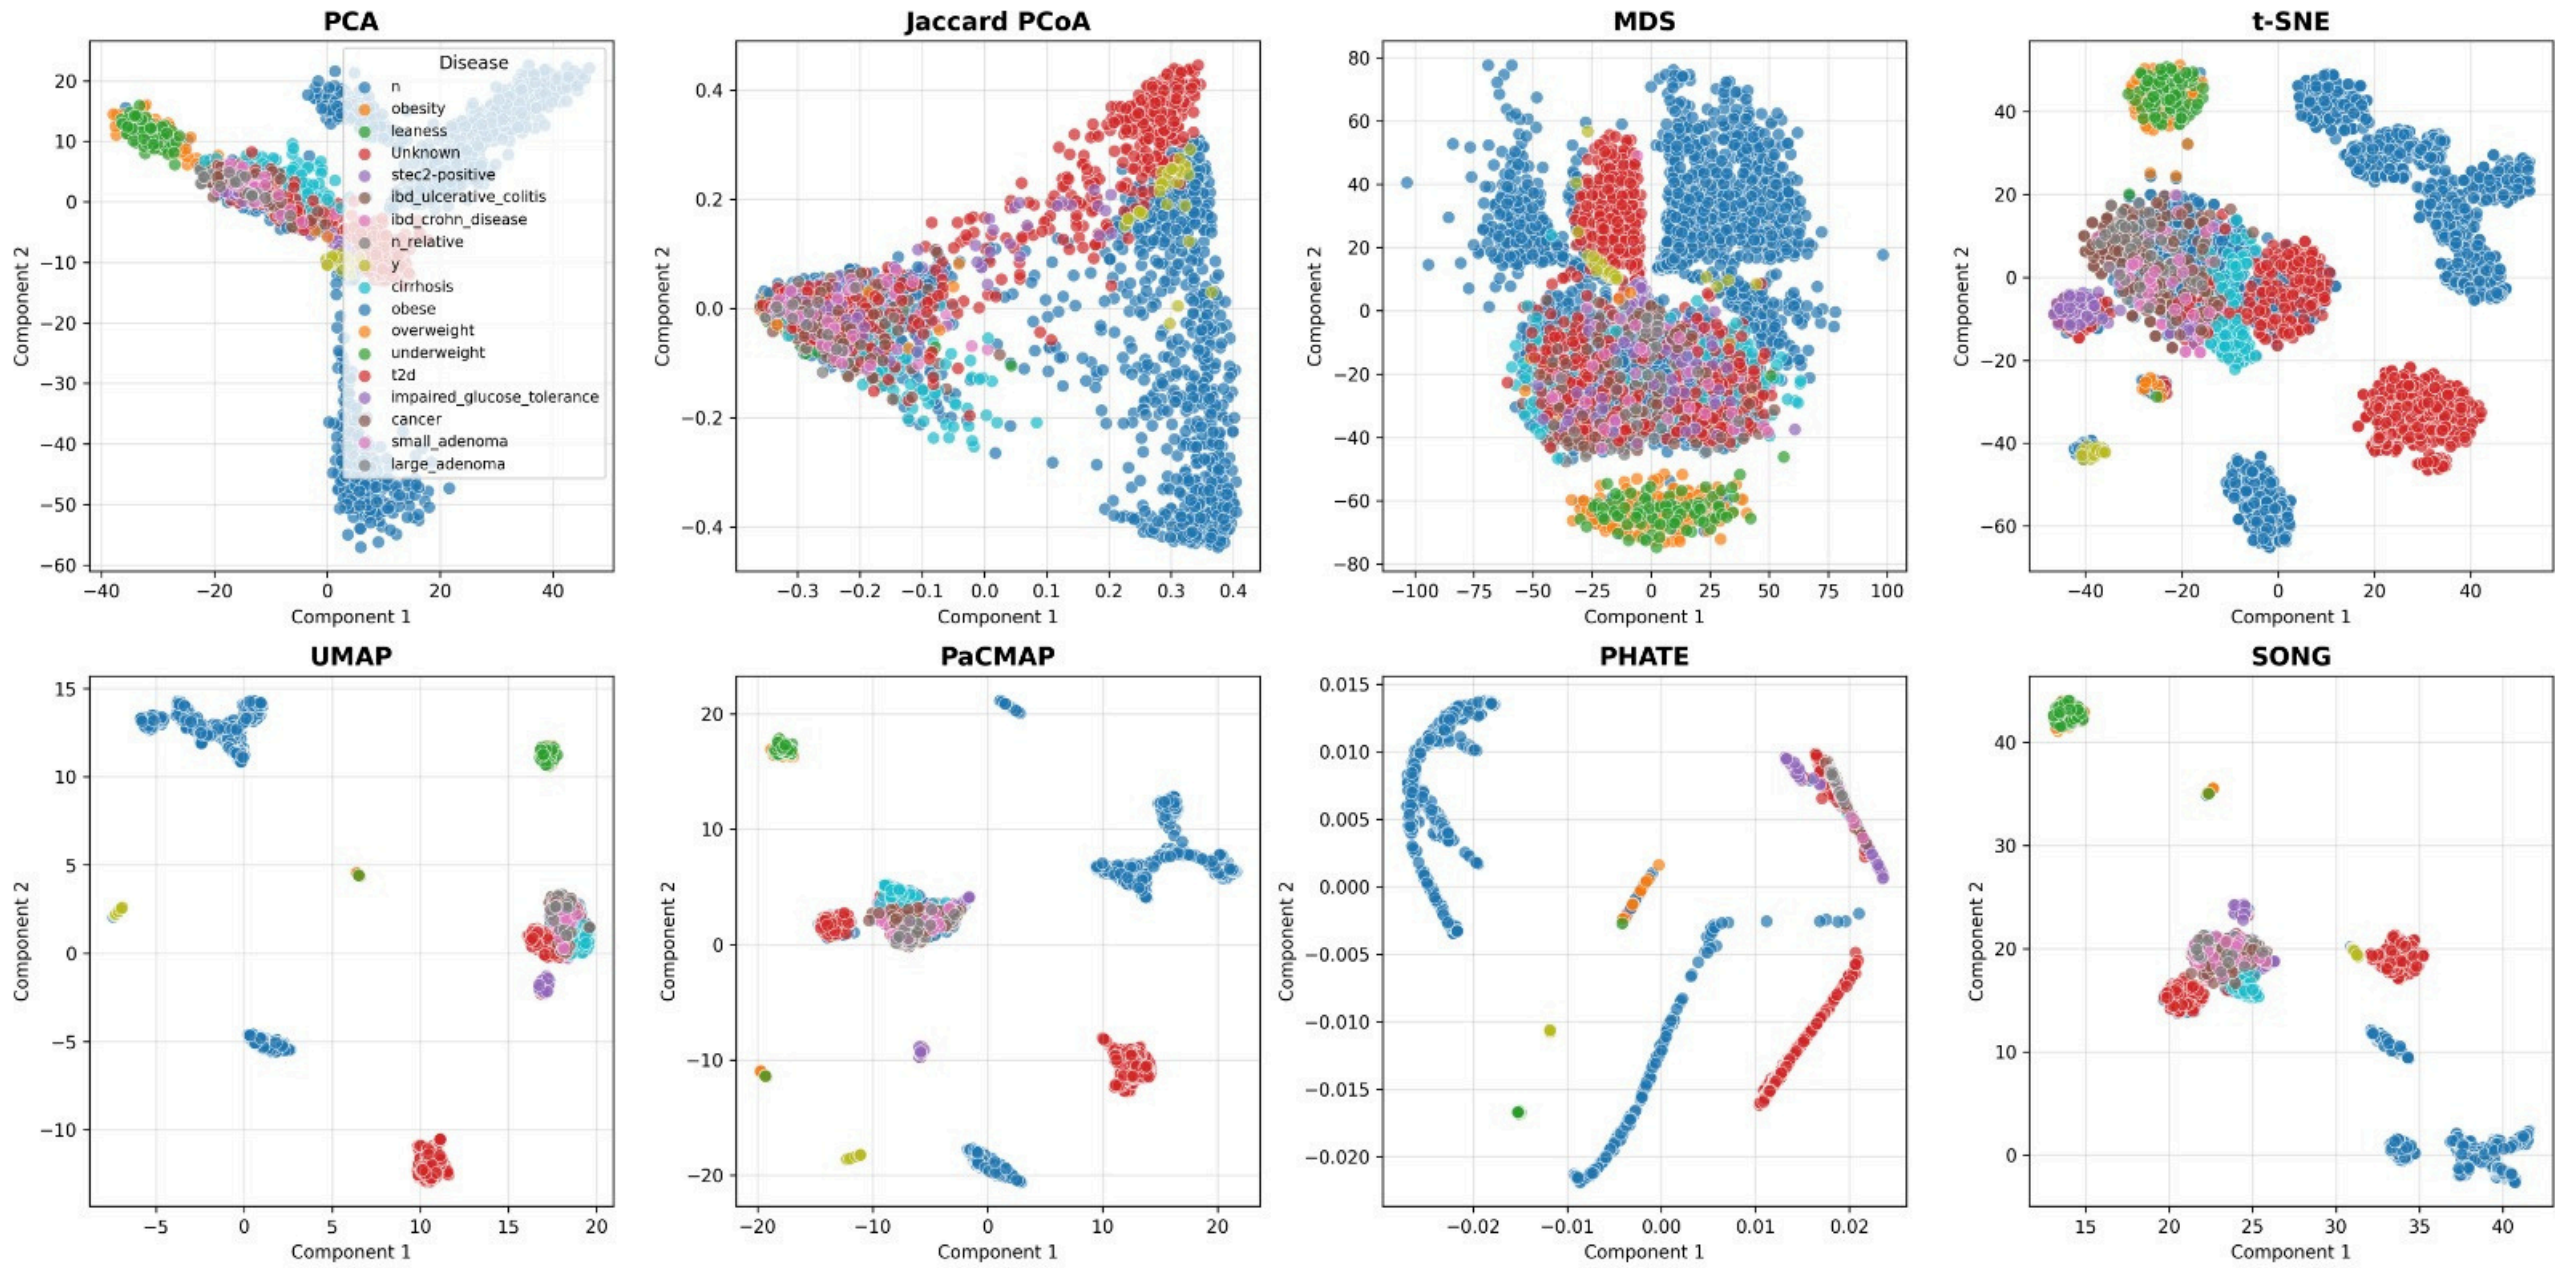 PCA
Jaccard PCoA
MDS
t-SNE
Disease
n
obesity
leaness
Unknown
stec2-positive
ibd_ulcerative_colitis
ibd_crohn_disease
n_relative
y
cirrhosis
obese
overweight
underweight
t2d
impaired_glucose_tolerance
cancer
small_adenoma
large_adenoma
20
10
0
−10
−20
−30
−40
−50
−60
Component 2
−40
−20
0
20
40
Component 1
0.4
0.2
0.0
−0.2
−0.4
Component 2
−0.3
−0.2
−0.1
0.0
0.1
0.2
0.3
0.4
Component 1
80
60
40
20
0
−20
−40
−60
−80
Component 2
−100
−75
−50
−25
0
25
50
75
100
Component 1
40
20
0
−20
−40
−60
Component 2
−40
−20
0
20
40
Component 1
UMAP
PaCMAP
PHATE
SONG
15
10
5
0
−5
−10
Component 2
−5
0
5
10
15
20
Component 1
20
10
0
−10
−20
Component 2
−20
−10
0
10
20
Component 1
0.015
0.010
0.005
0.000
−0.005
−0.010
−0.015
−0.020
Component 2
−0.02
−0.01
0.00
0.01
0.02
Component 1
40
30
20
10
0
Component 2
15
20
25
30
35
40
Component 1